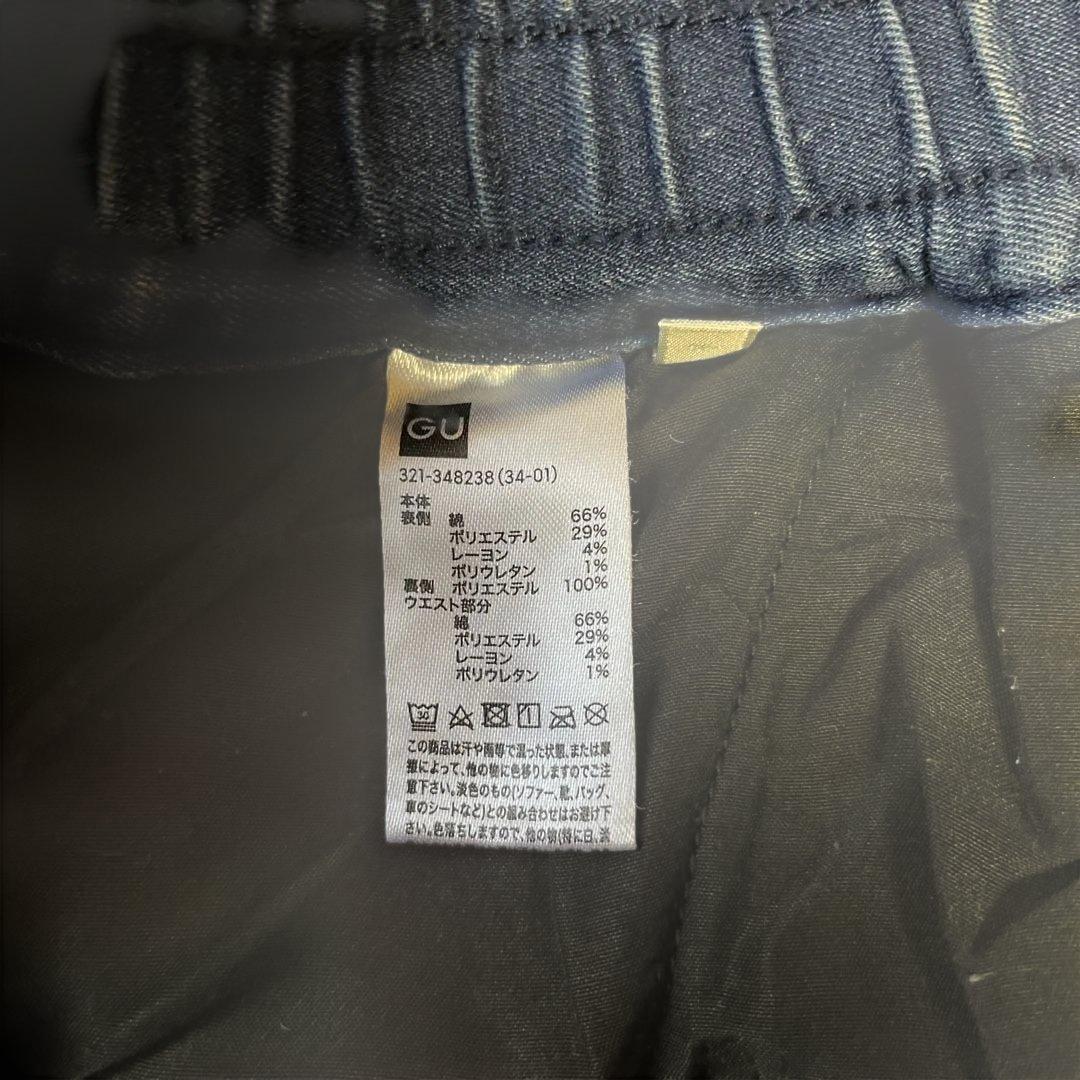 GU
321-348238(34-01)
本体
表側 綿 66%
ポリエステル 29%
レーヨン 4%
ポリウレタン 1%
裏側 ポリエステル 100%
ウエスト部分
綿 66%
ポリエステル 29%
レーヨン 4%
ポリウレタン 1%
30
この商品は汗や雨等で湿った状態、または摩
擦によって、他の物に色移りしますのでご注
意下さい。淡色のもの(ソファー、靴、バッグ、
車のシートなど)との組み合わせはお避け下
さい。色落ちしますので、他の物(特に白、淡